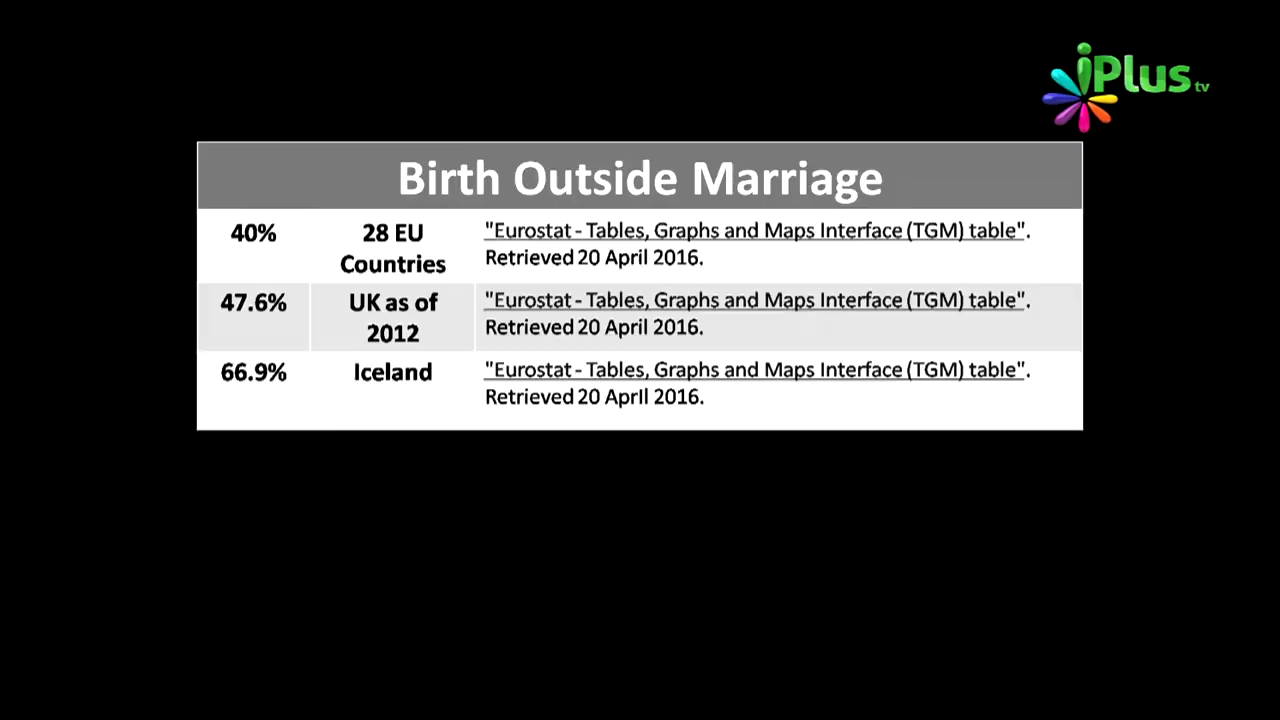 iPlus tv
Birth Outside Marriage
40%
28 EU
Countries
"Eurostat - Tables, Graphs and Maps Interface (TGM) table".
Retrieved 20 April 2016.
47.6%
UK as of
2012
"Eurostat - Tables, Graphs and Maps Interface (TGM) table".
Retrieved 20 April 2016.
66.9%
Iceland
"Eurostat - Tables, Graphs and Maps Interface (TGM) table".
Retrieved 20 AprIl 2016.